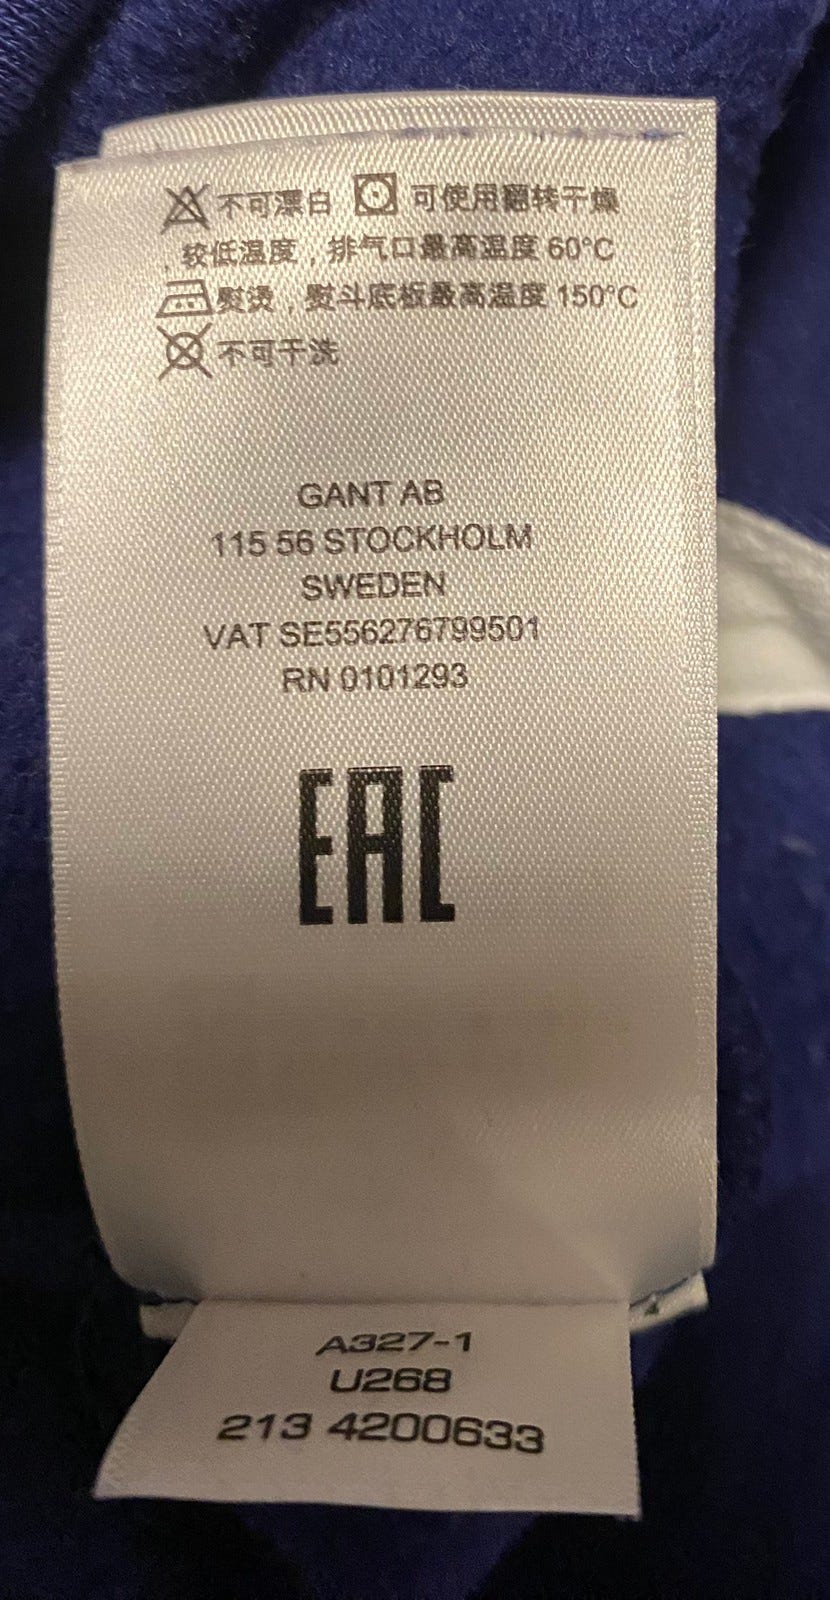 不可漂白 可使用翻转干燥
,较低温度,排气口最高温度 60°C
熨烫,熨斗底板最高温度 150°C
不可干洗
GANT AB
115 56 STOCKHOLM
SWEDEN
VAT SE556276799501
RN 0101293
EAC
A327-1
U268
213 4200633